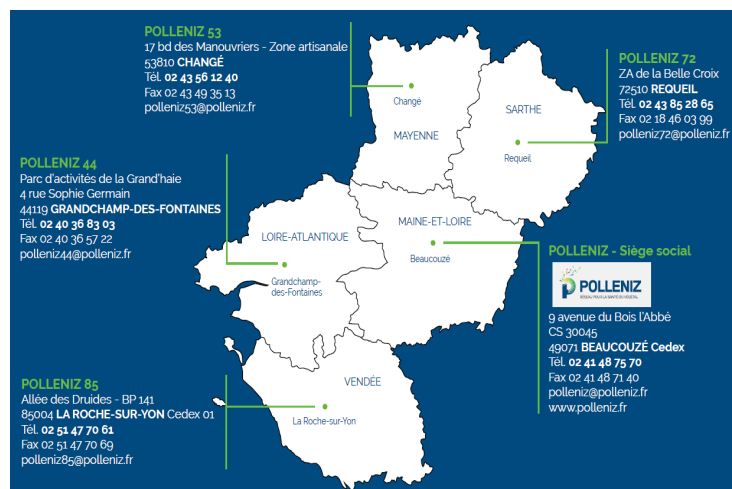 POLLENIZ 53
17 bd des Manouvriers - Zone artisanale
53810 CHANGÉ
Tél. 02 43 56 12 40
Fax 02 43 49 35 13
polleniz53@polleniz.fr
POLLENIZ 72
ZA de la Belle Croix
72510 REQUEIL
Tél. 02 43 85 28 65
Fax 02 18 46 03 99
polleniz72@polleniz.fr
Changé
MAYENNE
SARTHE
Requeil
POLLENIZ 44
Parc d'activités de la Grand'haie
4 rue Sophie Germain
44119 GRANDCHAMP-DES-FONTAINES
Tél. 02 40 36 83 03
Fax 02 40 36 57 22
polleniz44@polleniz.fr
LOIRE-ATLANTIQUE
Grandchamp-
des-Fontaines
MAINE-ET-LOIRE
Beaucouzé
POLLENIZ - Siège social
POLLENIZ
RÉSEAU POUR LA SANTÉ DU VÉGÉTAL
9 avenue du Bois l'Abbé
CS 30045
49071 BEAUCOUZÉ Cedex
Tél. 02 41 48 75 70
Fax 02 41 48 71 40
polleniz@polleniz.fr
www.polleniz.fr
POLLENIZ 85
Allée des Druides - BP 141
85004 LA ROCHE-SUR-YON Cedex 01
Tél. 02 51 47 70 61
Fax 02 51 47 70 69
polleniz85@polleniz.fr
VENDÉE
La Roche-sur-Yon